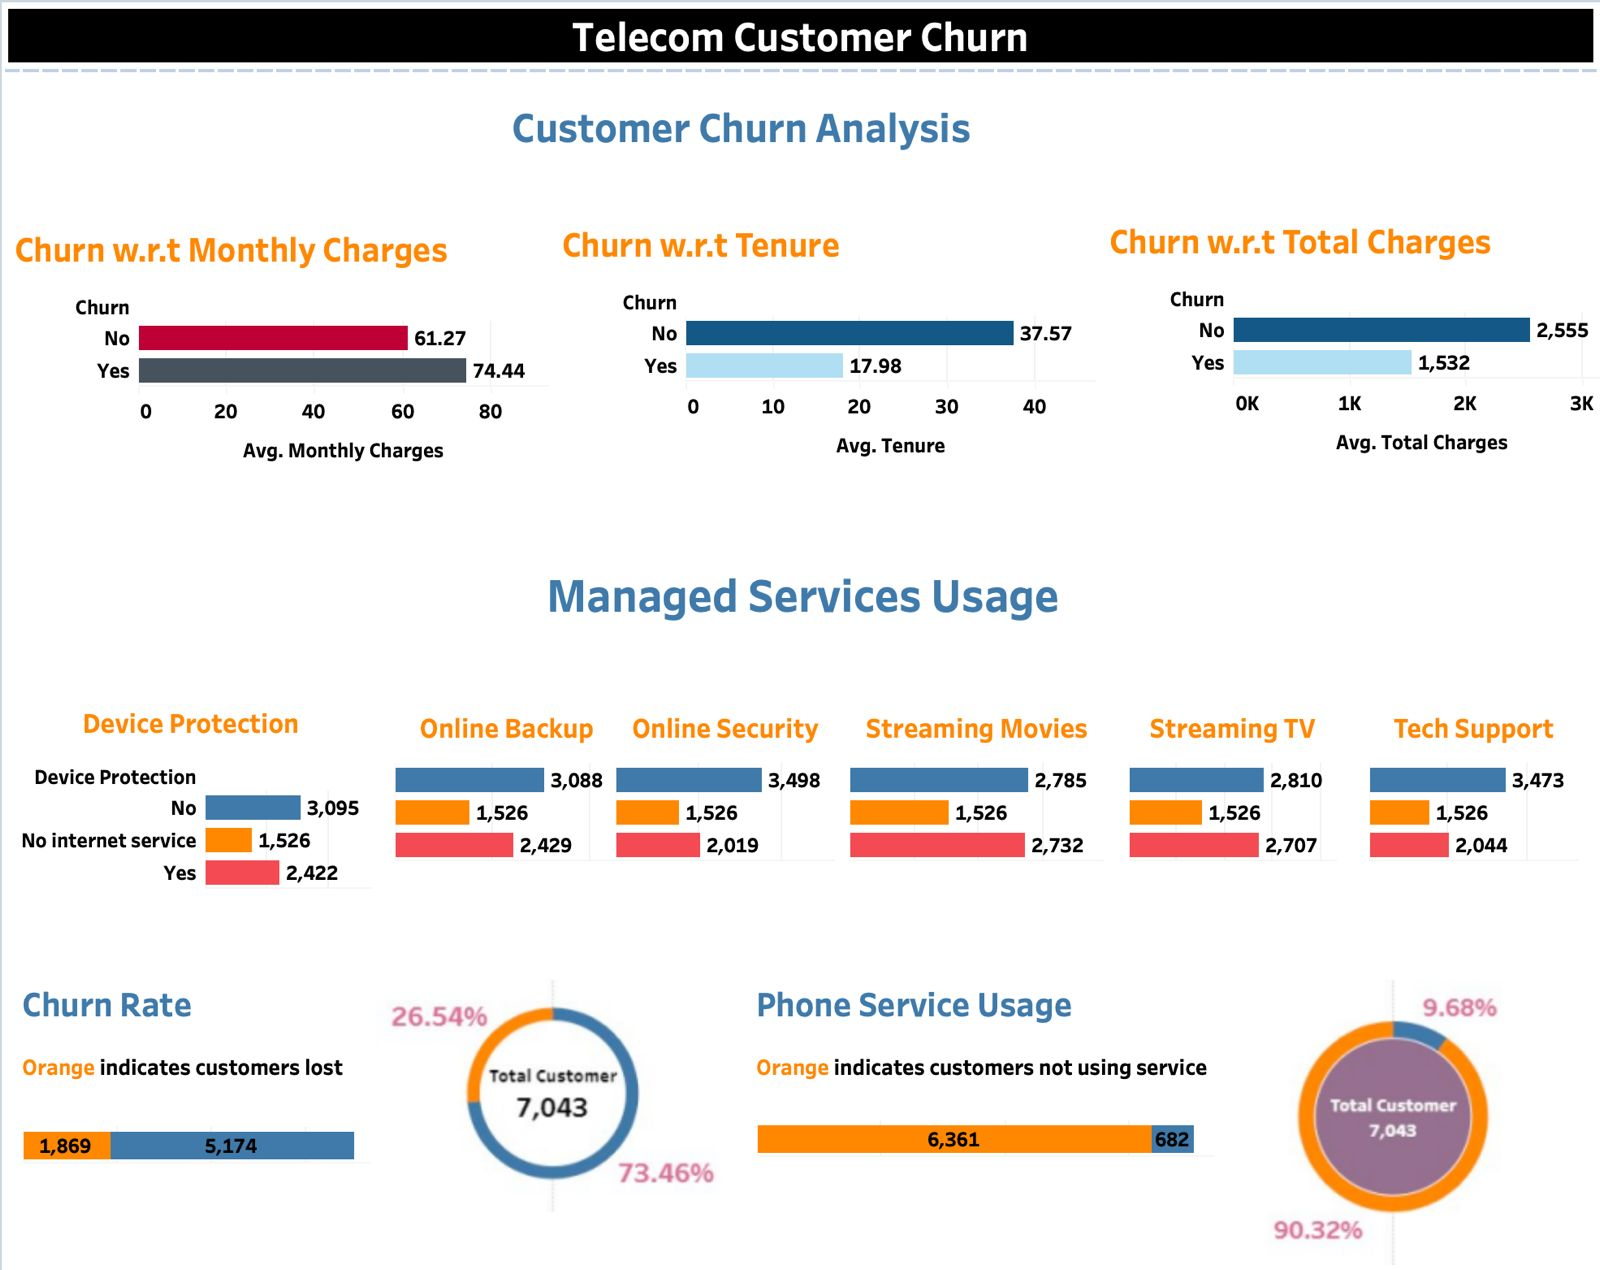 Telecom Customer Churn
Customer Churn Analysis
Churn w.r.t Monthly Charges
Churn
No
61.27
Yes
74.44
0 20 40 60 80
Avg. Monthly Charges
Churn w.r.t Tenure
Churn
No
37.57
Yes
17.98
0 10 20 30 40
Avg. Tenure
Churn w.r.t Total Charges
Churn
No
2,555
Yes
1,532
0K 1K 2K 3K
Avg. Total Charges
Managed Services Usage
Device Protection
Device Protection
No
3,095
No internet service
1,526
Yes
2,422
Online Backup
3,088
1,526
2,429
Online Security
3,498
1,526
2,019
Streaming Movies
2,785
1,526
2,732
Streaming TV
2,810
1,526
2,707
Tech Support
3,473
1,526
2,044
Churn Rate
Orange indicates customers lost
1,869 5,174
26.54%
Total Customer
7,043
73.46%
Phone Service Usage
Orange indicates customers not using service
6,361 682
9.68%
Total Customer
7,043
90.32%